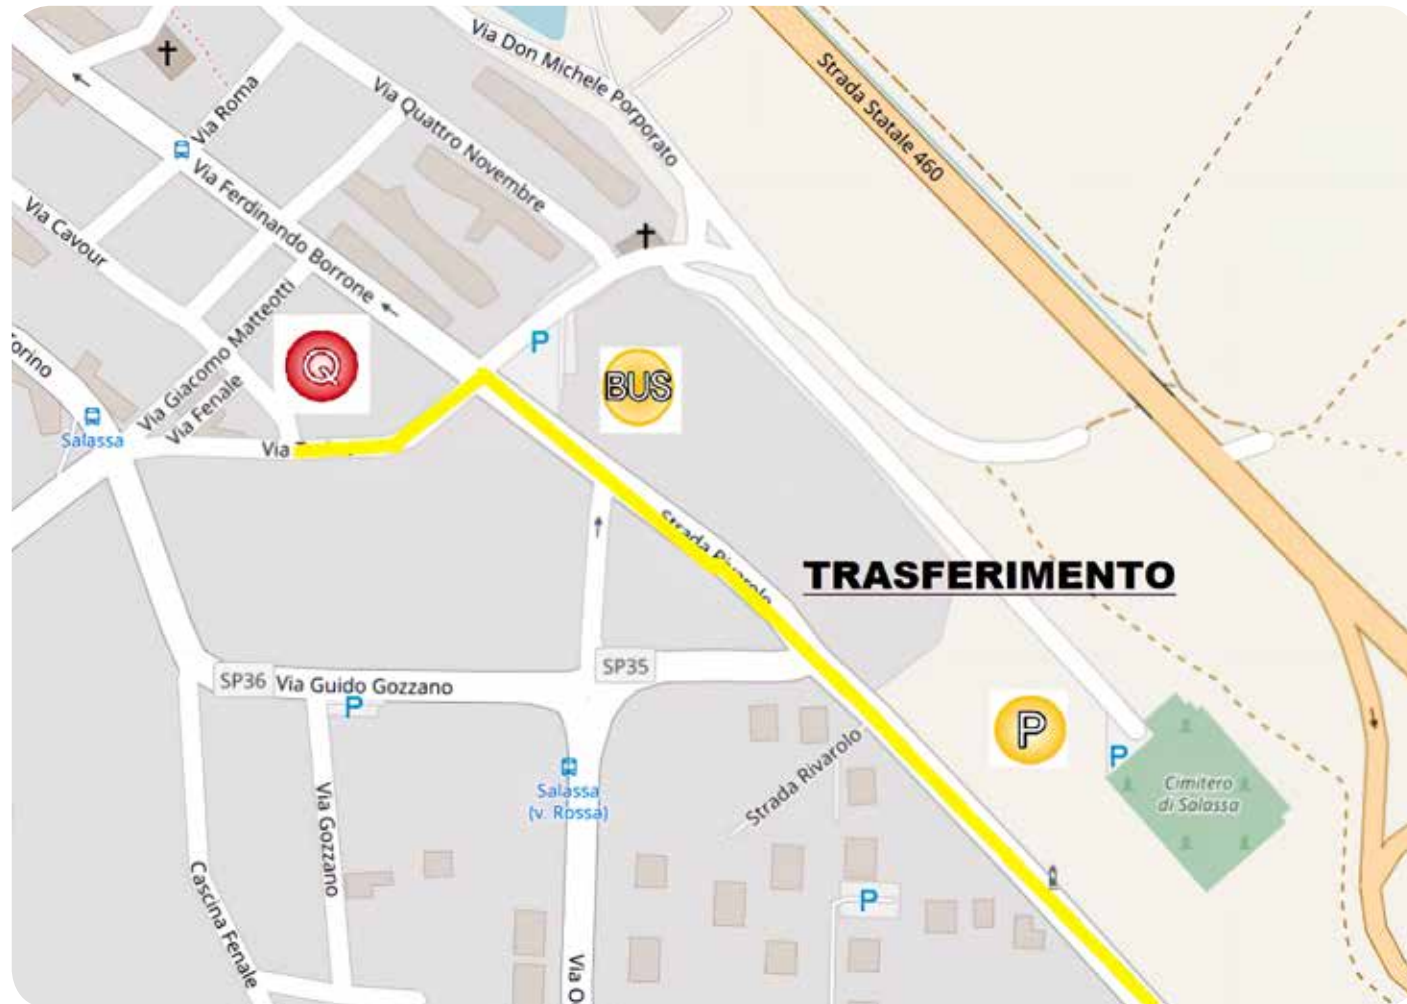 Via Don Michele Porporato
Via Roma
Via Quattro Novembre
Strada Statale 460
Via Ferdinando Borrone
Via Cavour
Via Giacomo Matteotti
Via Fenale
Q
P
BUS
Salassa
Via
Strada Rivarolo
TRASFERIMENTO
SP36
Via Guido Gozzano
P
SP35
P
P
Strada Rivarolo
Cimitero
di Salassa
Salassa
(v. Rossa)
Via Gozzano
Cascina Fenale
P